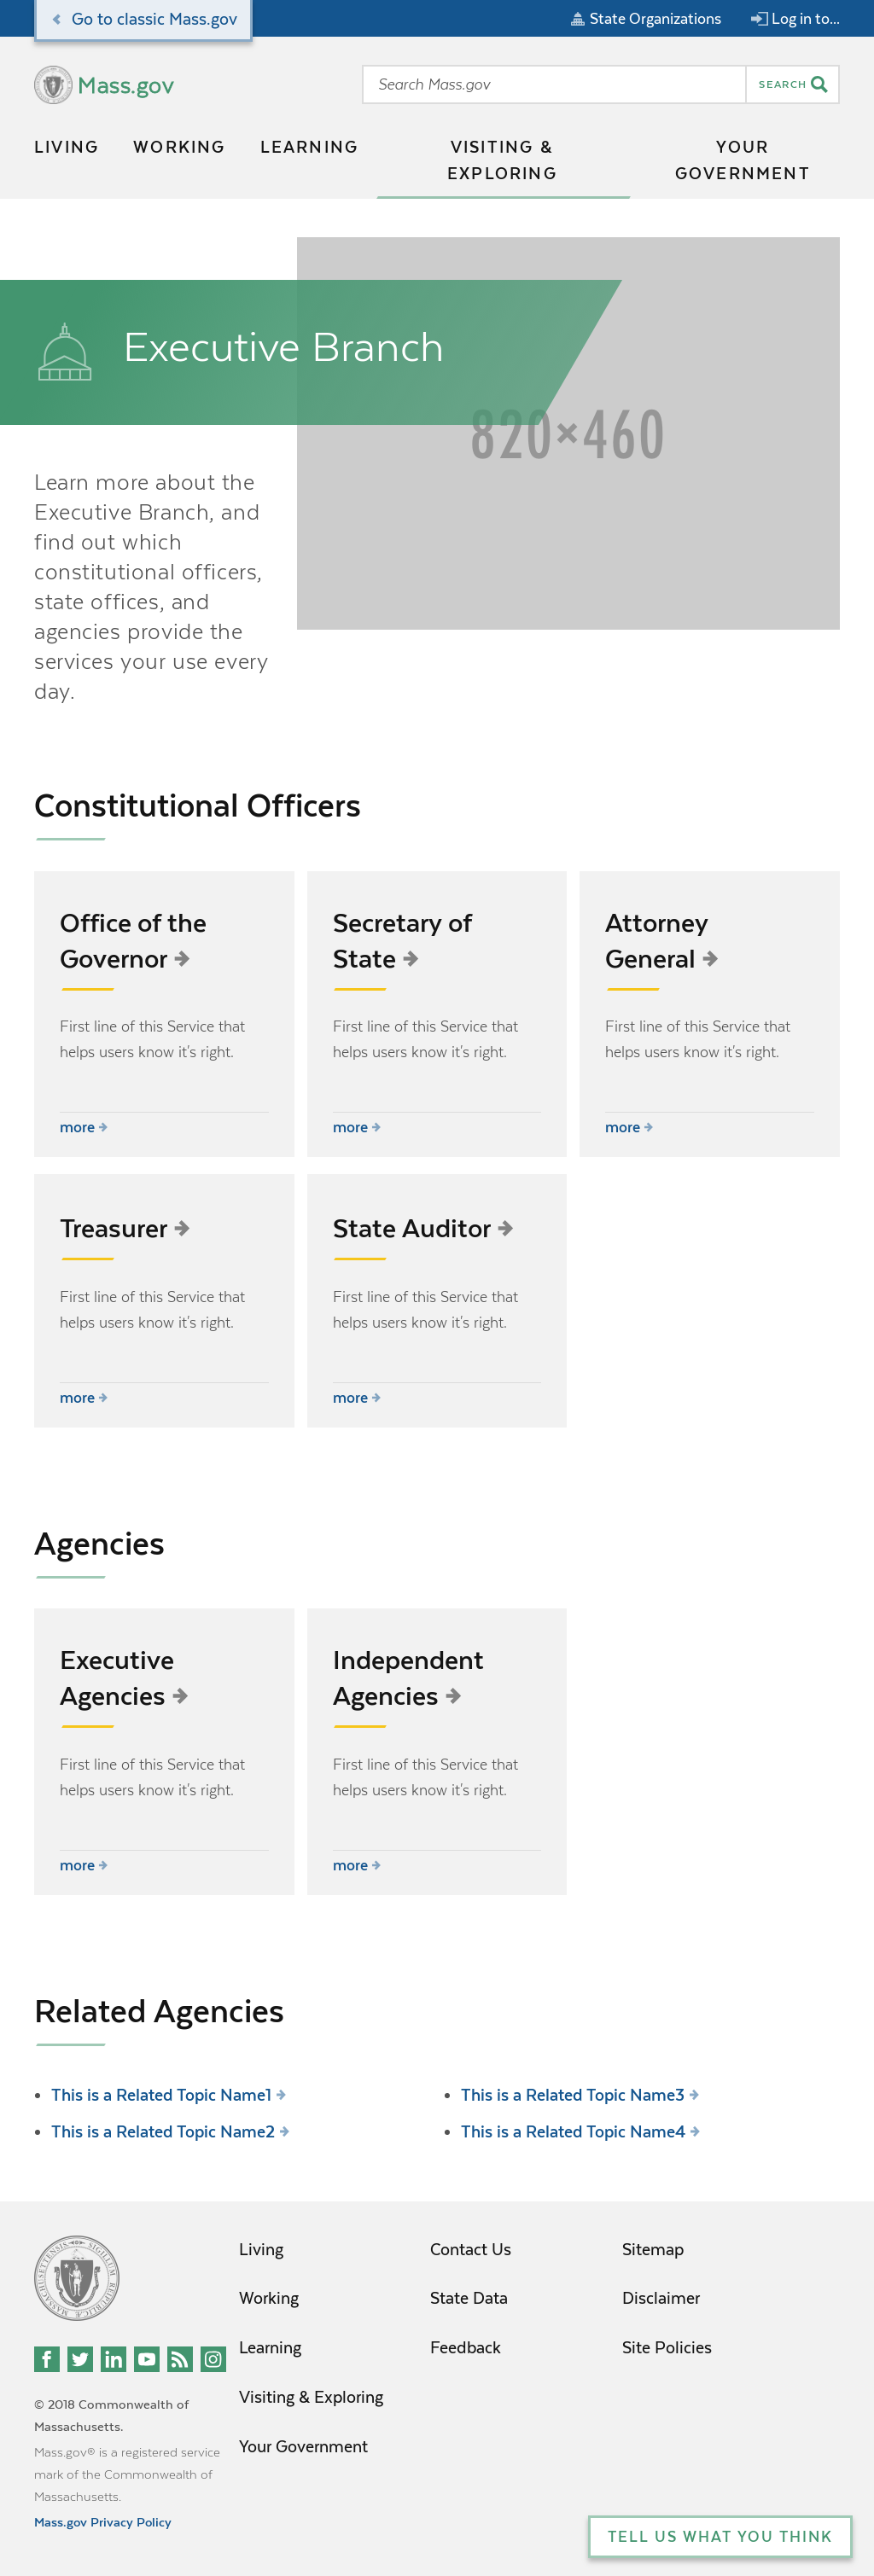 Go to classic Mass.gov
State Organizations
Log in to...
Mass.gov
Search Mass.gov
SEARCH
LIVING
WORKING
LEARNING
VISITING &
EXPLORING
YOUR
GOVERNMENT
Executive Branch
820×460
Learn more about the
Executive Branch, and
find out which
constitutional officers,
state offices, and
agencies provide the
services your use every
day.
Constitutional Officers
Office of the
Governor
First line of this Service that
helps users know it's right.
more
Secretary of
State
First line of this Service that
helps users know it's right.
more
Attorney
General
First line of this Service that
helps users know it's right.
more
Treasurer
First line of this Service that
helps users know it's right.
more
State Auditor
First line of this Service that
helps users know it's right.
more
Agencies
Executive
Agencies
First line of this Service that
helps users know it's right.
more
Independent
Agencies
First line of this Service that
helps users know it's right.
more
Related Agencies
This is a Related Topic Name1
This is a Related Topic Name2
This is a Related Topic Name3
This is a Related Topic Name4
Living
Working
Learning
Visiting & Exploring
Your Government
Contact Us
State Data
Feedback
Sitemap
Disclaimer
Site Policies
© 2018 Commonwealth of
Massachusetts.
Mass.gov® is a registered service
mark of the Commonwealth of
Massachusetts.
Mass.gov Privacy Policy
TELL US WHAT YOU THINK